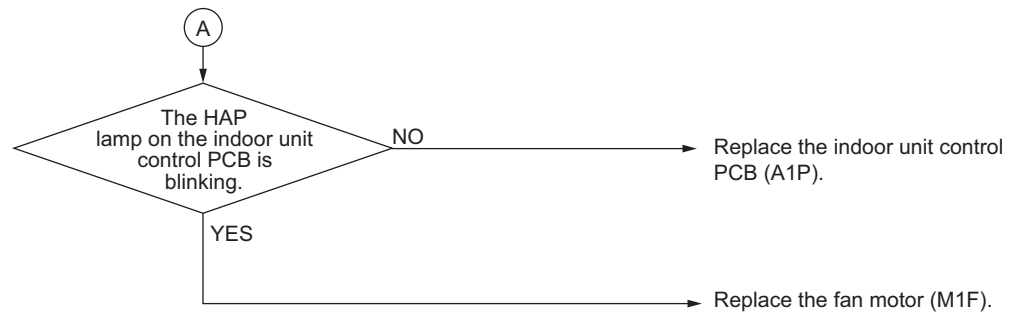 A
The HAP
lamp on the indoor unit
control PCB is
blinking.
NO
Replace the indoor unit control
PCB (A1P).
YES
Replace the fan motor (M1F).